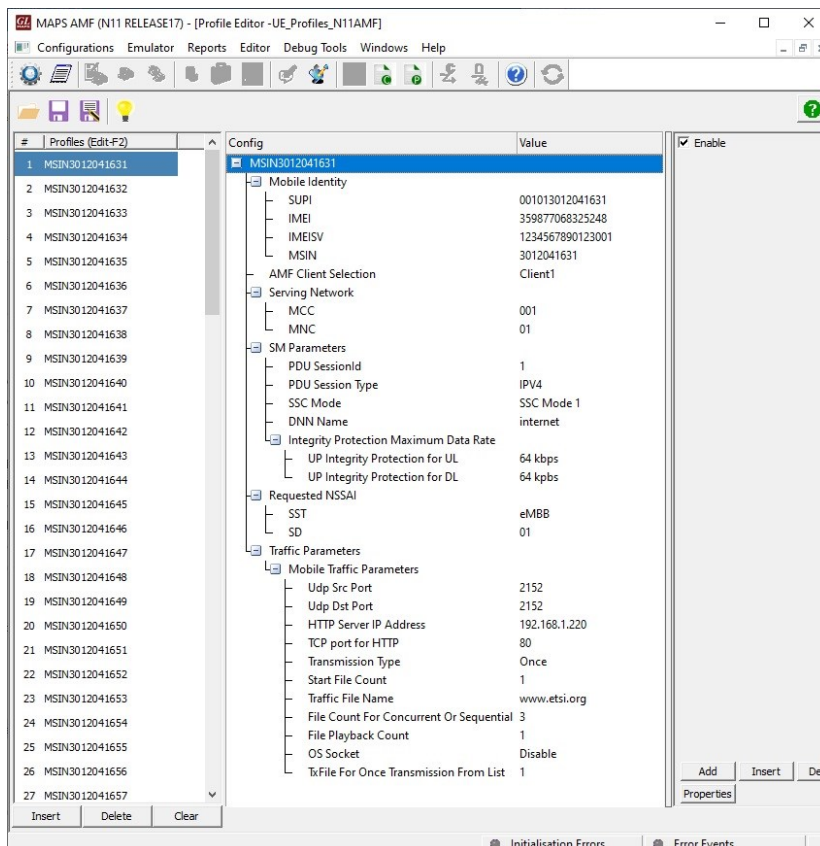 GL MAPS AMF (N11 RELEASE17) - [Profile Editor -UE_Profiles_N11AMF]
Configurations Emulator Reports Editor Debug Tools Windows Help
# Profiles (Edit-F2)
1 MSIN3012041631
2 MSIN3012041632
3 MSIN3012041633
4 MSIN3012041634
5 MSIN3012041635
6 MSIN3012041636
7 MSIN3012041637
8 MSIN3012041638
9 MSIN3012041639
10 MSIN3012041640
11 MSIN3012041641
12 MSIN3012041642
13 MSIN3012041643
14 MSIN3012041644
15 MSIN3012041645
16 MSIN3012041646
17 MSIN3012041647
18 MSIN3012041648
19 MSIN3012041649
20 MSIN3012041650
21 MSIN3012041651
22 MSIN3012041652
23 MSIN3012041653
24 MSIN3012041654
25 MSIN3012041655
26 MSIN3012041656
27 MSIN3012041657
Insert Delete Clear
Config Value
MSIN3012041631
Mobile Identity
SUPI 001013012041631
IMEI 359877068325248
IMEISV 1234567890123001
MSIN 3012041631
AMF Client Selection Client1
Serving Network
MCC 001
MNC 01
SM Parameters
PDU SessionId 1
PDU Session Type IPV4
SSC Mode SSC Mode 1
DNN Name internet
Integrity Protection Maximum Data Rate
UP Integrity Protection for UL 64 kbps
UP Integrity Protection for DL 64 kpbs
Requested NSSAI
SST eMBB
SD 01
Traffic Parameters
Mobile Traffic Parameters
Udp Src Port 2152
Udp Dst Port 2152
HTTP Server IP Address 192.168.1.220
TCP port for HTTP 80
Transmission Type Once
Start File Count 1
Traffic File Name www.etsi.org
File Count For Concurrent Or Sequential 3
File Playback Count 1
OS Socket Disable
TxFile For Once Transmission From List 1
Enable
Add Insert De
Properties
Initialisation Errors Error Events